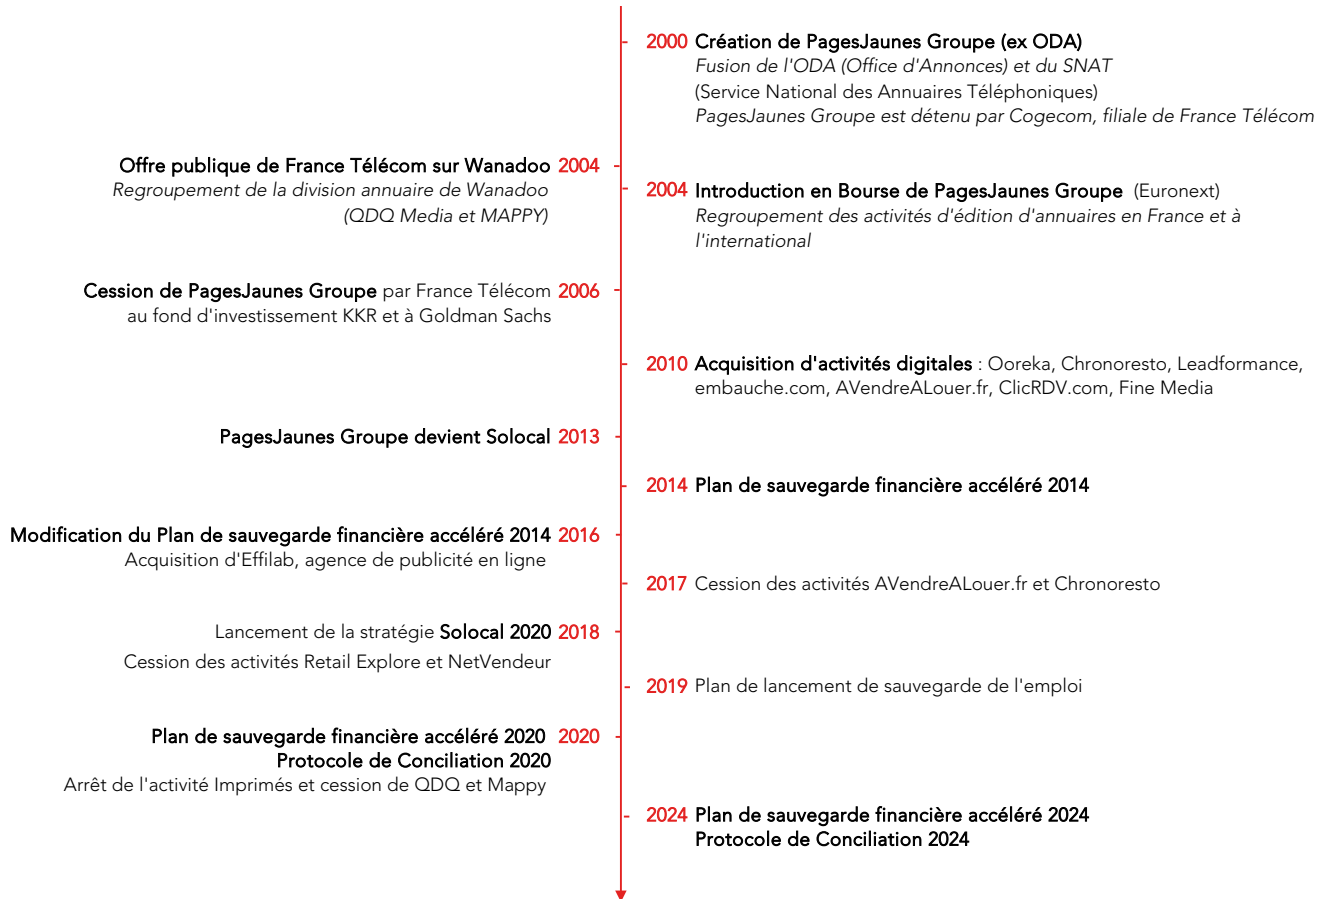 2000 Création de PagesJaunes Groupe (ex ODA)
Fusion de l'ODA (Office d'Annonces) et du SNAT
(Service National des Annuaires Téléphoniques)
PagesJaunes Groupe est détenu par Cogecom, filiale de France Télécom
Offre publique de France Télécom sur Wanadoo 2004
Regroupement de la division annuaire de Wanadoo
(QDQ Media et MAPPY)
2004 Introduction en Bourse de PagesJaunes Groupe (Euronext)
Regroupement des activités d'édition d'annuaires en France et à
l'international
Cession de PagesJaunes Groupe par France Télécom 2006
au fond d'investissement KKR et à Goldman Sachs
2010 Acquisition d'activités digitales : Ooreka, Chronoresto, Leadformance,
embauche.com, AVendreALouer.fr, ClicRDV.com, Fine Media
PagesJaunes Groupe devient Solocal 2013
2014 Plan de sauvegarde financière accéléré 2014
Modification du Plan de sauvegarde financière accéléré 2014 2016
Acquisition d'Effilab, agence de publicité en ligne
2017 Cession des activités AVendreALouer.fr et Chronoresto
Lancement de la stratégie Solocal 2020 2018
Cession des activités Retail Explore et NetVendeur
2019 Plan de lancement de sauvegarde de l'emploi
Plan de sauvegarde financière accéléré 2020 2020
Protocole de Conciliation 2020
Arrêt de l'activité Imprimés et cession de QDQ et Mappy
2024 Plan de sauvegarde financière accéléré 2024
Protocole de Conciliation 2024